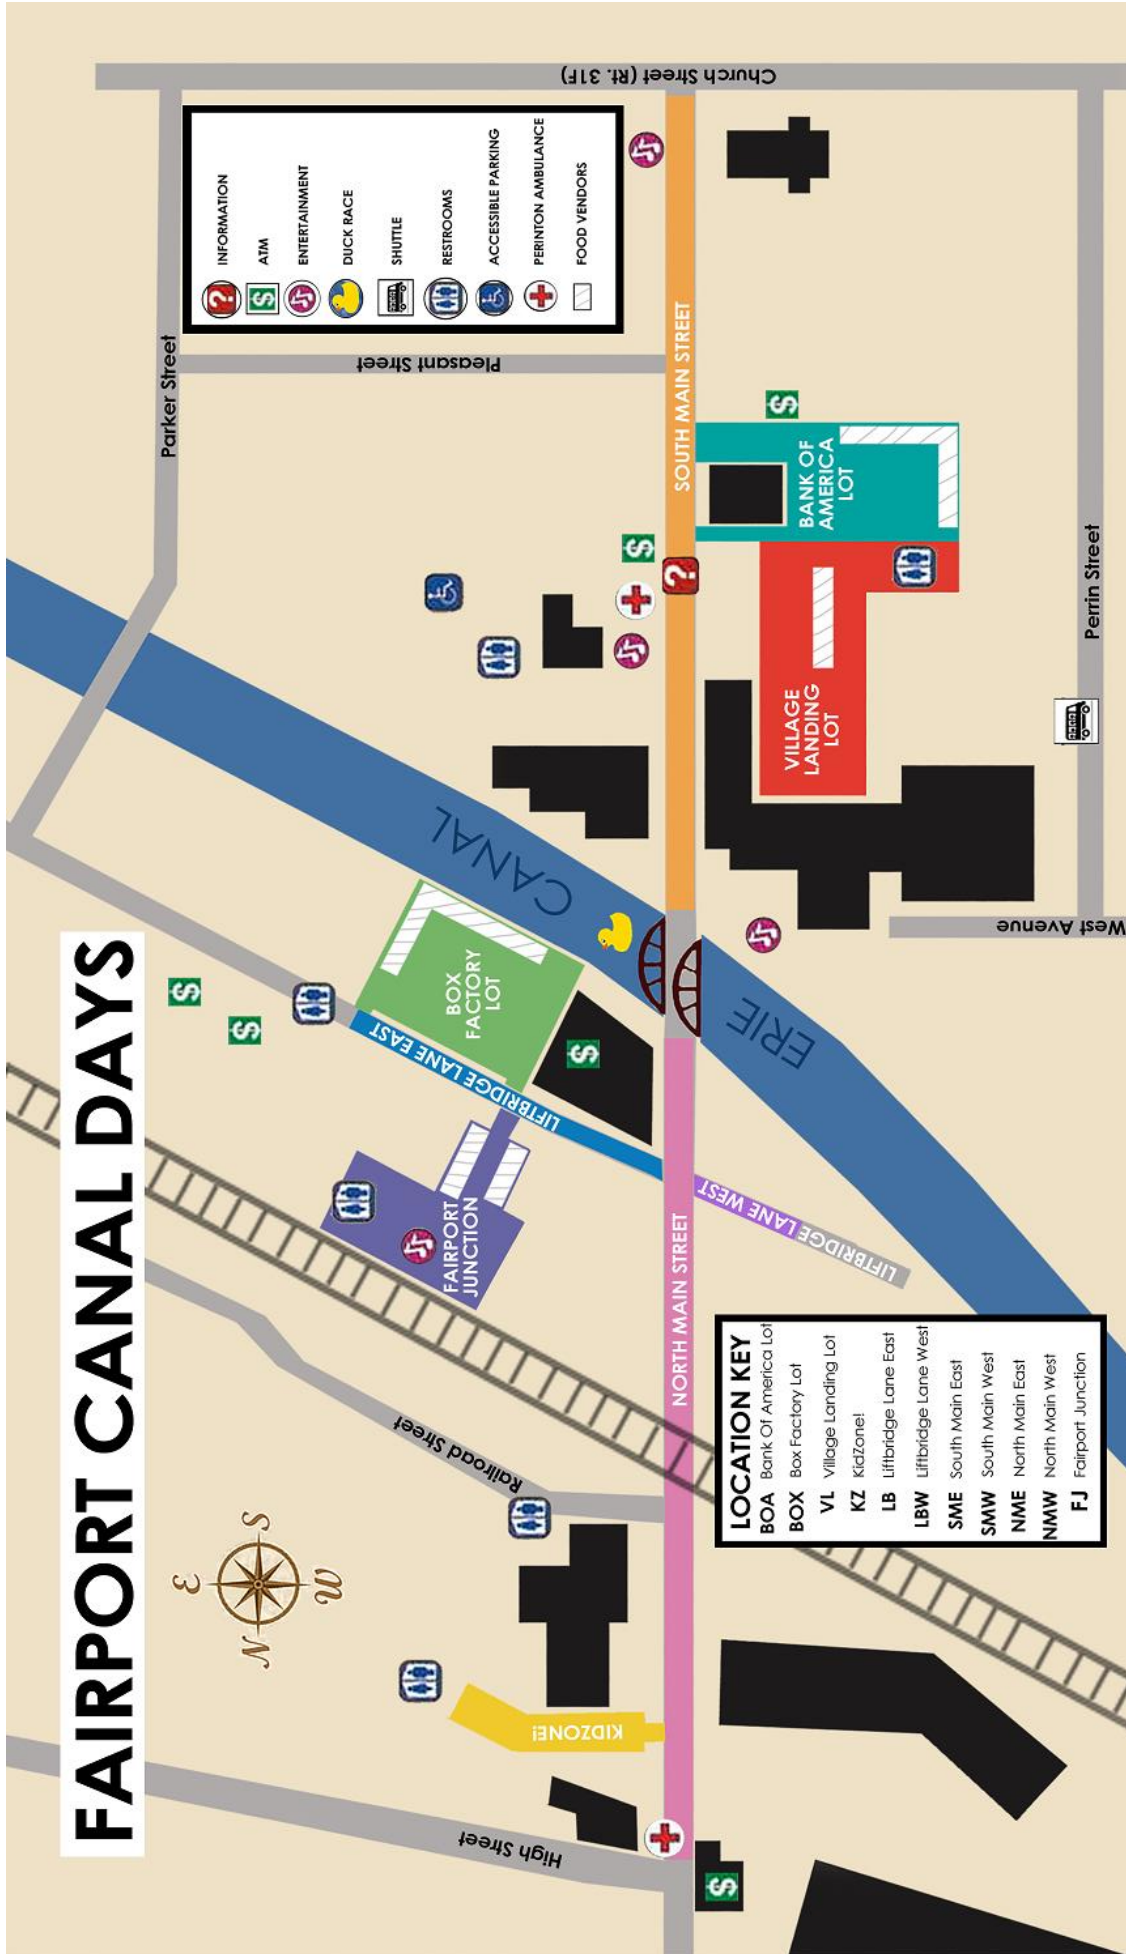 FAIRPORT CANAL DAYS
N
E
S
W
High Street
Railroad Street
Parker Street
Pleasant Street
Church Street (Rt. 31F)
KIDZONE!
FAIRPORT
JUNCTION
LIFTBRIDGE LANE EAST
BOX
FACTORY
LOT
ERIE
CANAL
NORTH MAIN STREET
SOUTH MAIN STREET
LIFTBRIDGE LANE WEST
VILLAGE
LANDING
LOT
BANK OF
AMERICA
LOT
West Avenue
Perrin Street
?
INFORMATION
$
ATM
ENTERTAINMENT
DUCK RACE
SHUTTLE
RESTROOMS
ACCESSIBLE PARKING
PERINTON AMBULANCE
FOOD VENDORS
LOCATION KEY
BOA Bank Of America Lot
BOX Box Factory Lot
VL Village Landing Lot
KZ KidZone!
LB Liftbridge Lane East
LBW Liftbridge Lane West
SME South Main East
SMW South Main West
NME North Main East
NMW North Main West
FJ Fairport Junction
$
$
$
$
$
$
?